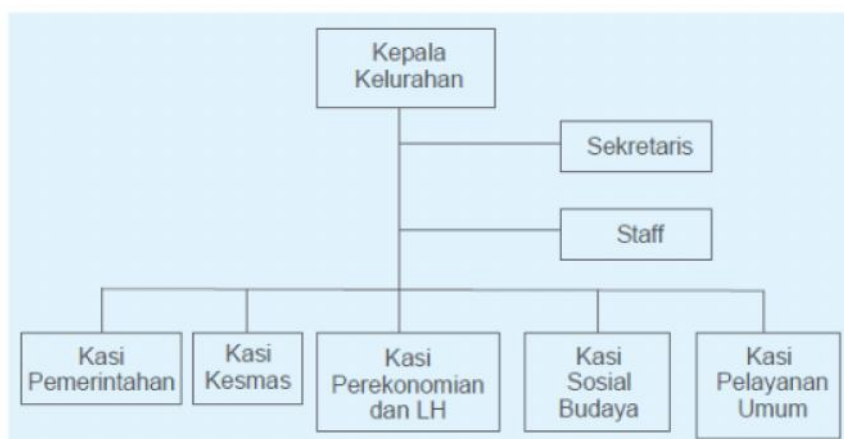 Kepala
Kelurahan
Sekretaris
Staff
Kasi
Pemerintahan
Kasi
Kesmas
Kasi
Perekonomian
dan LH
Kasi
Sosial
Budaya
Kasi
Pelayanan
Umum